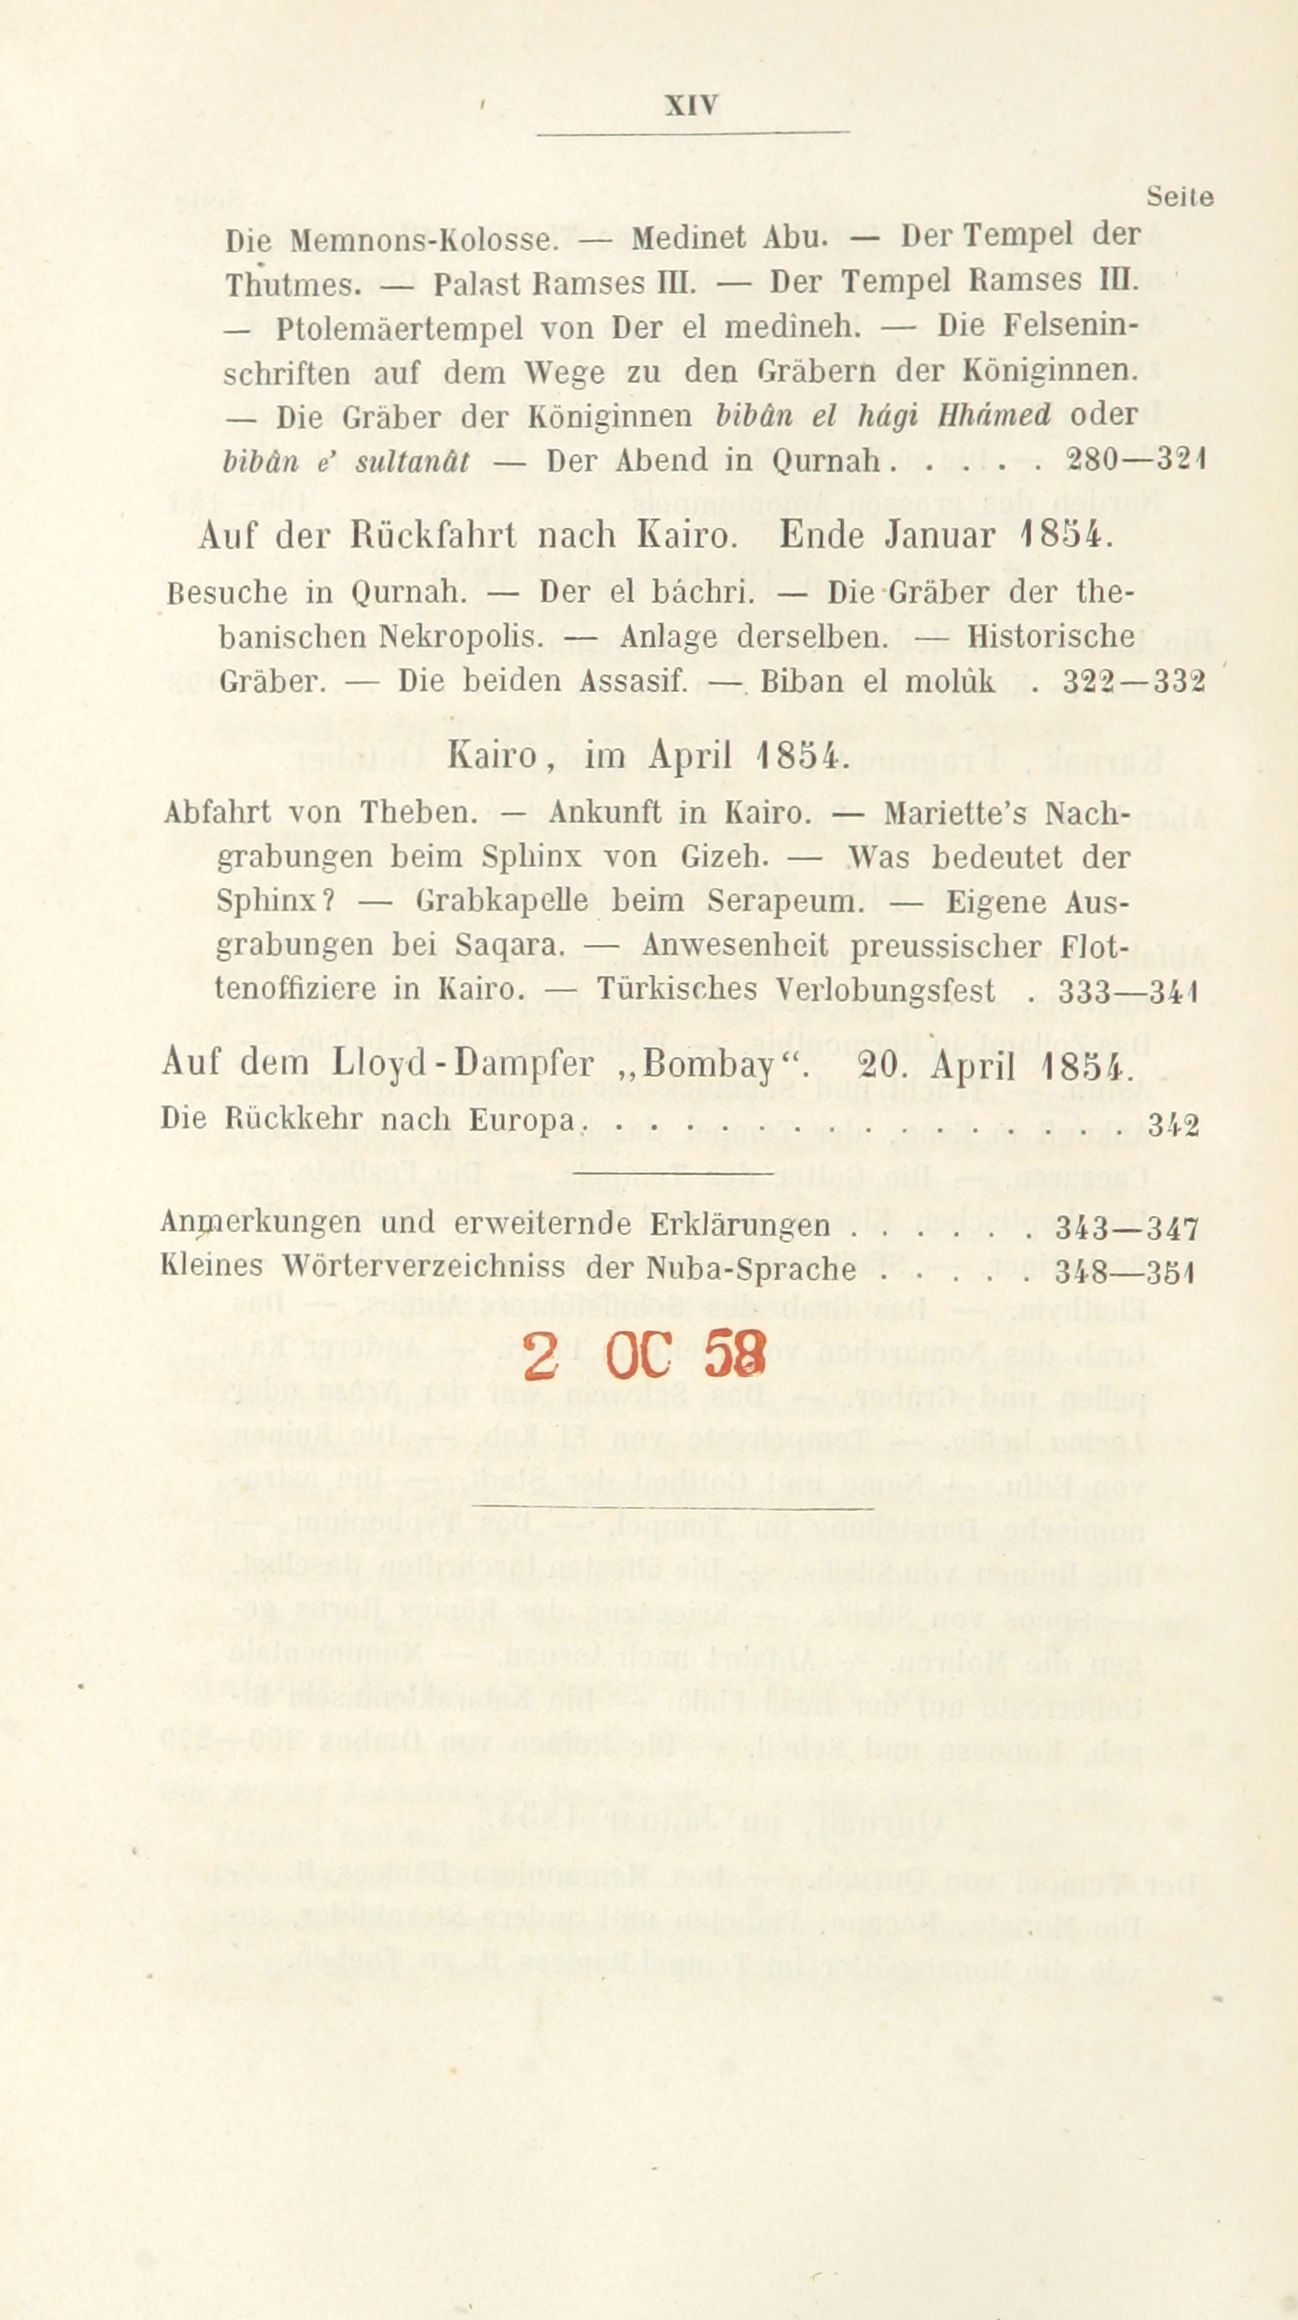 XIV
Seite
Die Memnons-Kolosse. — Medinet Abu. — Der Tempel der
Thutmes. — Palast Ramses III. — Der Tempel Ramses III.
— Ptolemäertempel von Der el medîneh. — Die Felsenin-
schriften auf dem Wege zu den Gräbern der Königinnen.
— Die Gräber der Königinnen bibân el hági Hhámed oder
bibân e' sultanât — Der Abend in Qurnah. . . . . . 280—321
Auf der Rückfahrt nach Kairo. Ende Januar 1854.
Besuche in Qurnah. — Der el báchri. — Die Gräber der the-
banischen Nekropolis. — Anlage derselben. — Historische
Gräber. — Die beiden Assasif. — Biban el molûk . 322—332
Kairo, im April 1854.
Abfahrt von Theben. — Ankunft in Kairo. — Mariette's Nach-
grabungen beim Sphinx von Gizeh. — Was bedeutet der
Sphinx? — Grabkapelle beim Serapeum. — Eigene Aus-
grabungen bei Saqara. — Anwesenheit preussischer Flot-
tenoffiziere in Kairo. — Türkisches Verlobungsfest . 333—341
Auf dem Lloyd-Dampfer „Bombay“. 20. April 1854.
Die Rückkehr nach Europa. . . . . . . . . . . . . . . . 342
Anmerkungen und erweiternde Erklärungen . . . . . . 343—347
Kleines Wörterverzeichniss der Nuba-Sprache . . . . . 348—351
2 OC 58